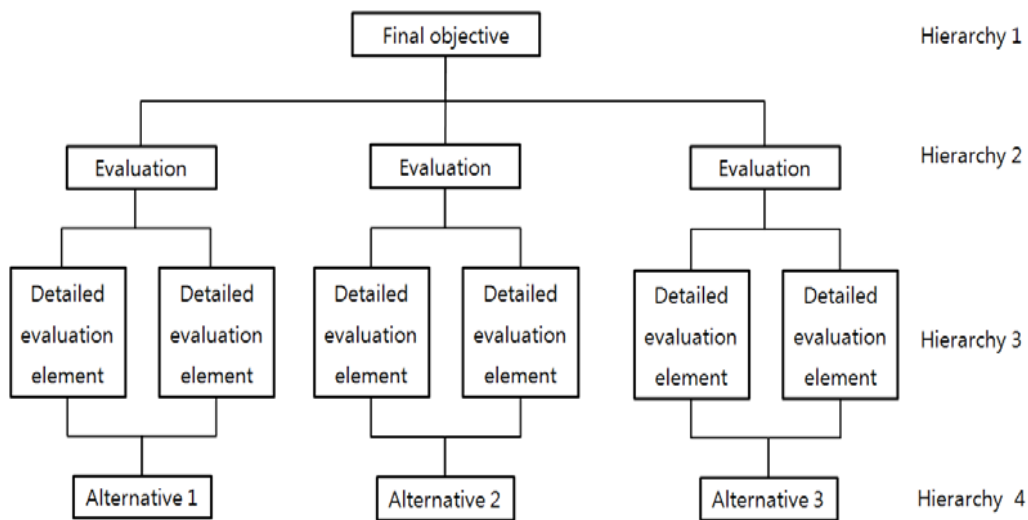 Final objective
Hierarchy 1
Evaluation
Evaluation
Evaluation
Hierarchy 2
Detailed
evaluation
element
Detailed
evaluation
element
Detailed
evaluation
element
Detailed
evaluation
element
Detailed
evaluation
element
Detailed
evaluation
element
Hierarchy 3
Alternative 1
Alternative 2
Alternative 3
Hierarchy 4